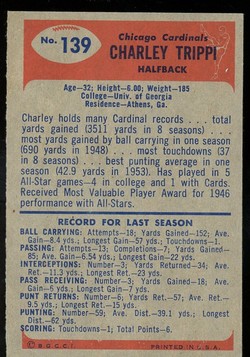 No. 139
Chicago Cardinals
CHARLEY TRIPPI
HALFBACK
Age—32; Height—6.00; Weight—185
College—Univ. of Georgia
Residence—Athens, Ga.
Charley holds many Cardinal records . . . total
yards gained (3511 yards in 8 seasons) . . .
most yards gained by ball carrying in one season
(690 yards in 1948) . . . most touchdowns (37
in 8 seasons) . . . best punting average in one
season (42.9 yards in 1953). Has played in 5
All-Star games—4 in college and 1 with Cards.
Received Most Valuable Player Award for 1946
performance with All-Stars.
RECORD FOR LAST SEASON
BALL CARRYING: Attempts—18; Yards Gained—152; Ave.
Gain—8.4 yds.; Longest Gain—57 yds.; Touchdowns—1.
PASSING: Attempts—13; Completions—7; Yards Gained—
85; Ave. Gain—6.54 yds.; Longest Gain—22 yds.
INTERCEPTIONS: Number—3; Yards Returned—34; Ave.
Ret.—11.3 yds.; Longest Ret.—23 yds.
PASS RECEIVING: Number—3; Yards Gained—22; Ave.
Gain—7.3 yds.; Longest Gain—7 yds.
PUNT RETURNS: Number—6; Yards—57; Ave. Ret.—
9.5 yds.; Longest Ret.—15 yds.
PUNTING: Number—59; Ave. Dist.—39.1 yds.; Longest
Dist.—62 yds.
SCORING: Touchdowns—1; Total Points—6.
© B.G.C.I.
PRINTED IN U.S.A.